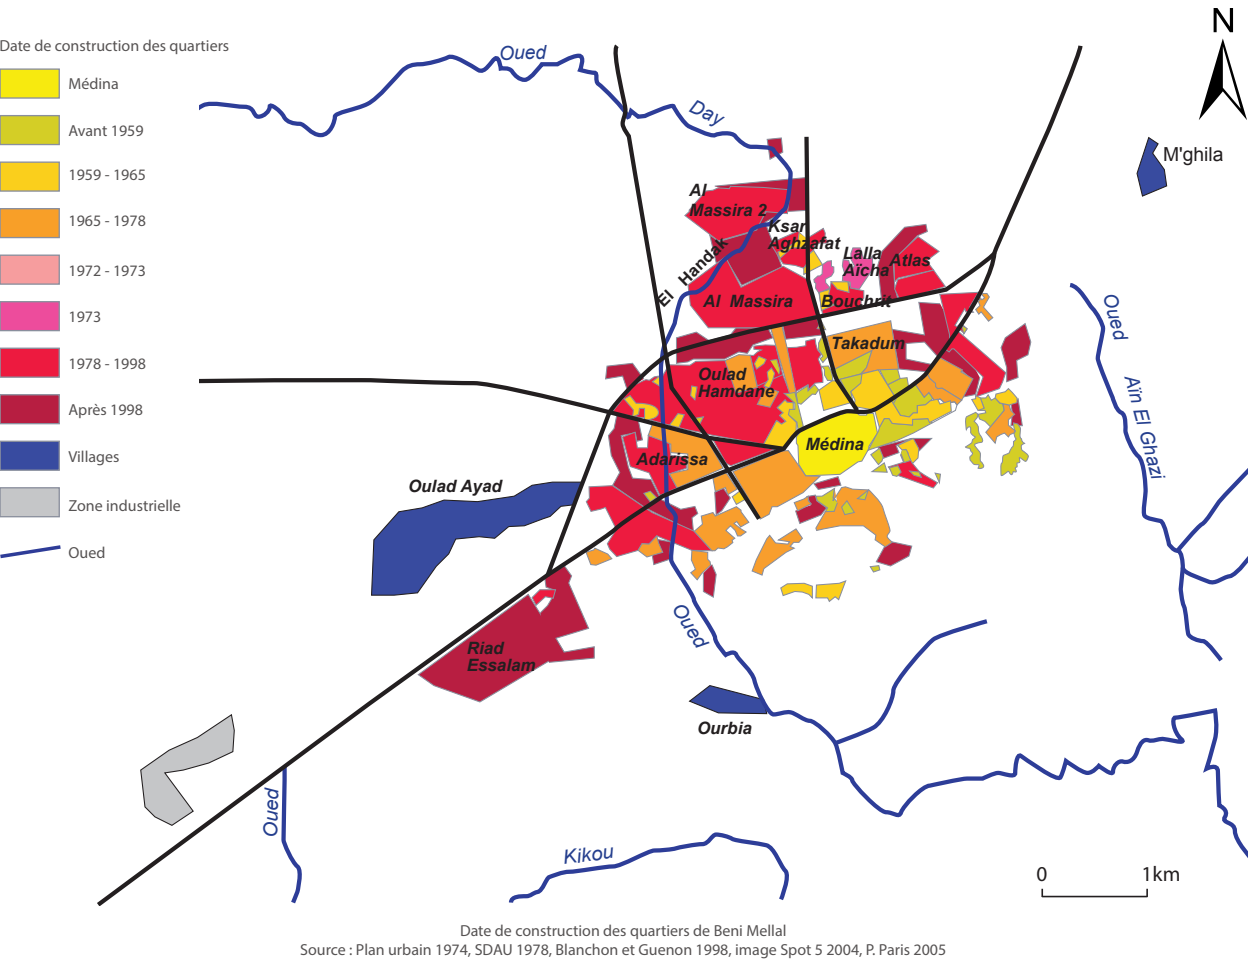 Date de construction des quartiers
Médina
Avant 1959
1959 - 1965
1965 - 1978
1972 - 1973
1973
1978 - 1998
Après 1998
Villages
Zone industrielle
Oued
N
Oued
Day
M'ghila
Al
Massira 2
Ksar
Aghzafat
El Handak
Lalla
Aïcha
Atlas
Al Massira
Bouchrit
Oued
Aïn El Ghazi
Takadum
Oulad
Hamdane
Médina
Adarissa
Oulad Ayad
Oued
Riad
Essalam
Ourbia
Oued
Kikou
0 1km
Date de construction des quartiers de Beni Mellal
Source : Plan urbain 1974, SDAU 1978, Blanchon et Guenon 1998, image Spot 5 2004, P. Paris 2005